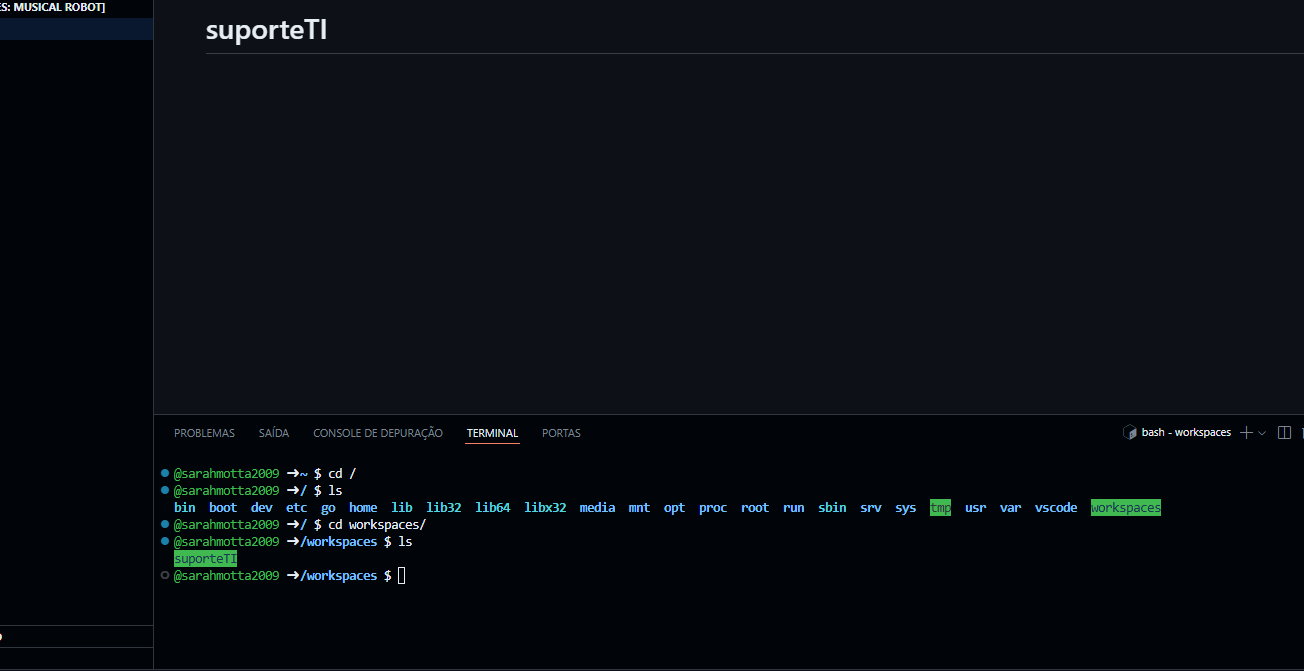 S: MUSICAL ROBOT]
suporteTI
PROBLEMAS SAÍDA CONSOLE DE DEPURAÇÃO TERMINAL PORTAS
bash - workspaces
@sarahmotta2009 ➜~ $ cd /
@sarahmotta2009 ➜/ $ ls
bin boot dev etc go home lib lib32 lib64 libx32 media mnt opt proc root run sbin srv sys tmp usr var vscode workspaces
@sarahmotta2009 ➜/ $ cd workspaces/
@sarahmotta2009 ➜/workspaces $ ls
suporteTI
@sarahmotta2009 ➜/workspaces $